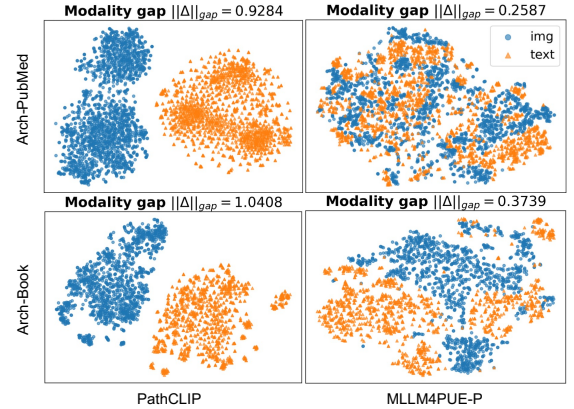 Modality gap ||Δ||gap = 0.9284
Modality gap ||Δ||gap = 0.2587
img
text
Arch-PubMed
Modality gap ||Δ||gap = 1.0408
Modality gap ||Δ||gap = 0.3739
Arch-Book
PathCLIP
MLLM4PUE-P